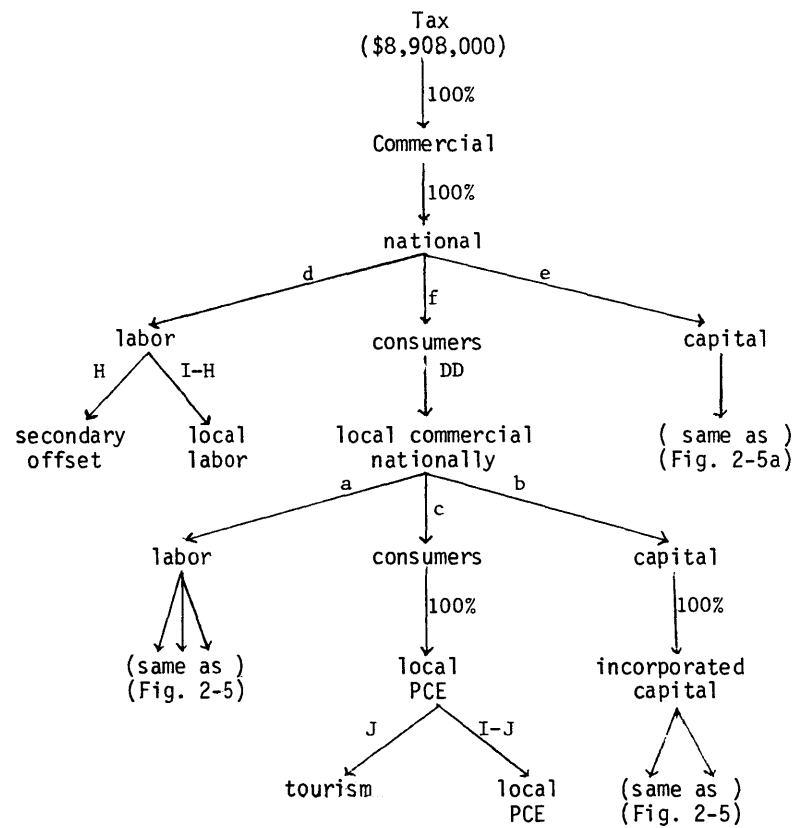 Tax
($8,908,000)
100%
Commercial
100%
national
d
f
e
labor
consumers
capital
H
I-H
DD
secondary
offset
local
labor
local commercial
nationally
( same as )
(Fig. 2-5a)
a
c
b
labor
consumers
capital
100%
100%
(same as )
(Fig. 2-5)
local
PCE
incorporated
capital
J
I-J
tourism
local
PCE
(same as )
(Fig. 2-5)